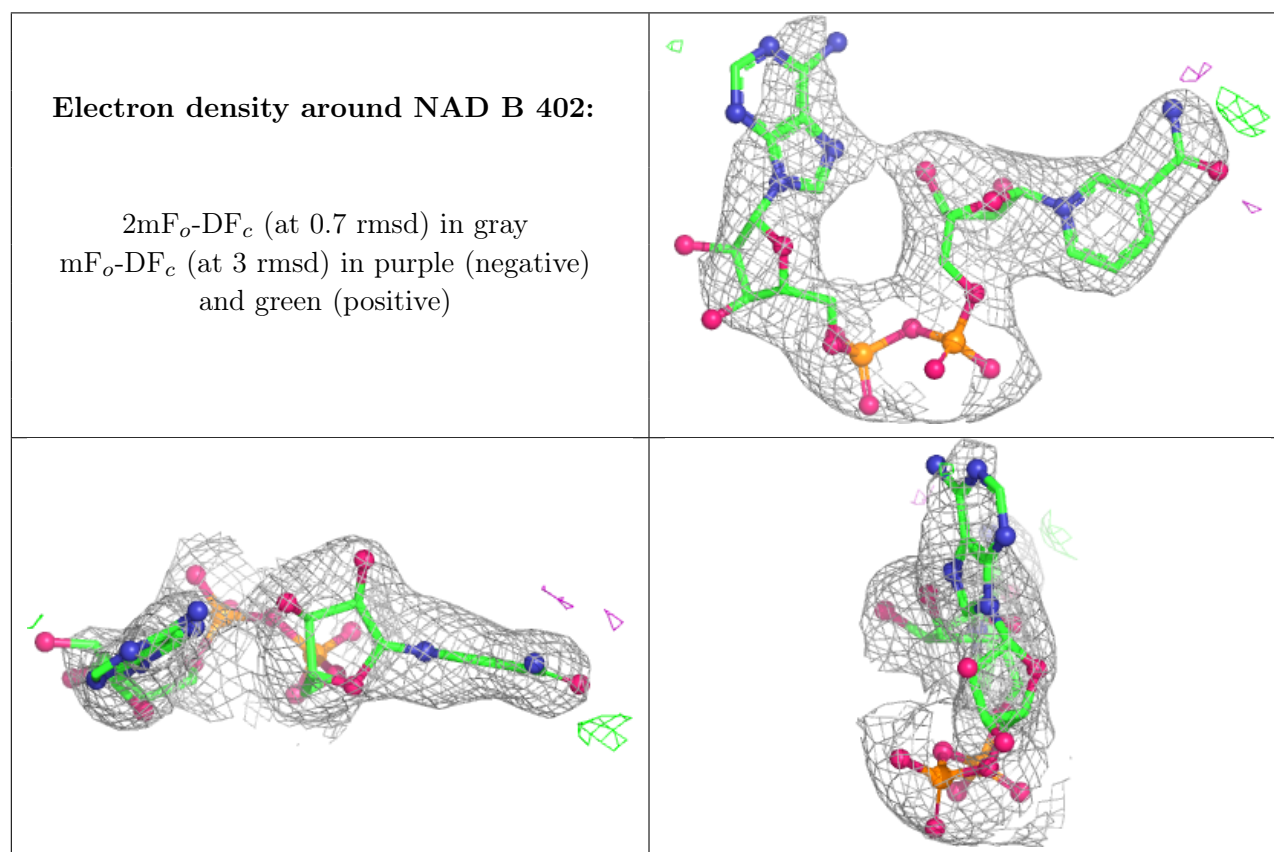 Electron density around NAD B 402:
2mFo-DFc (at 0.7 rmsd) in gray
mFo-DFc (at 3 rmsd) in purple (negative)
and green (positive)